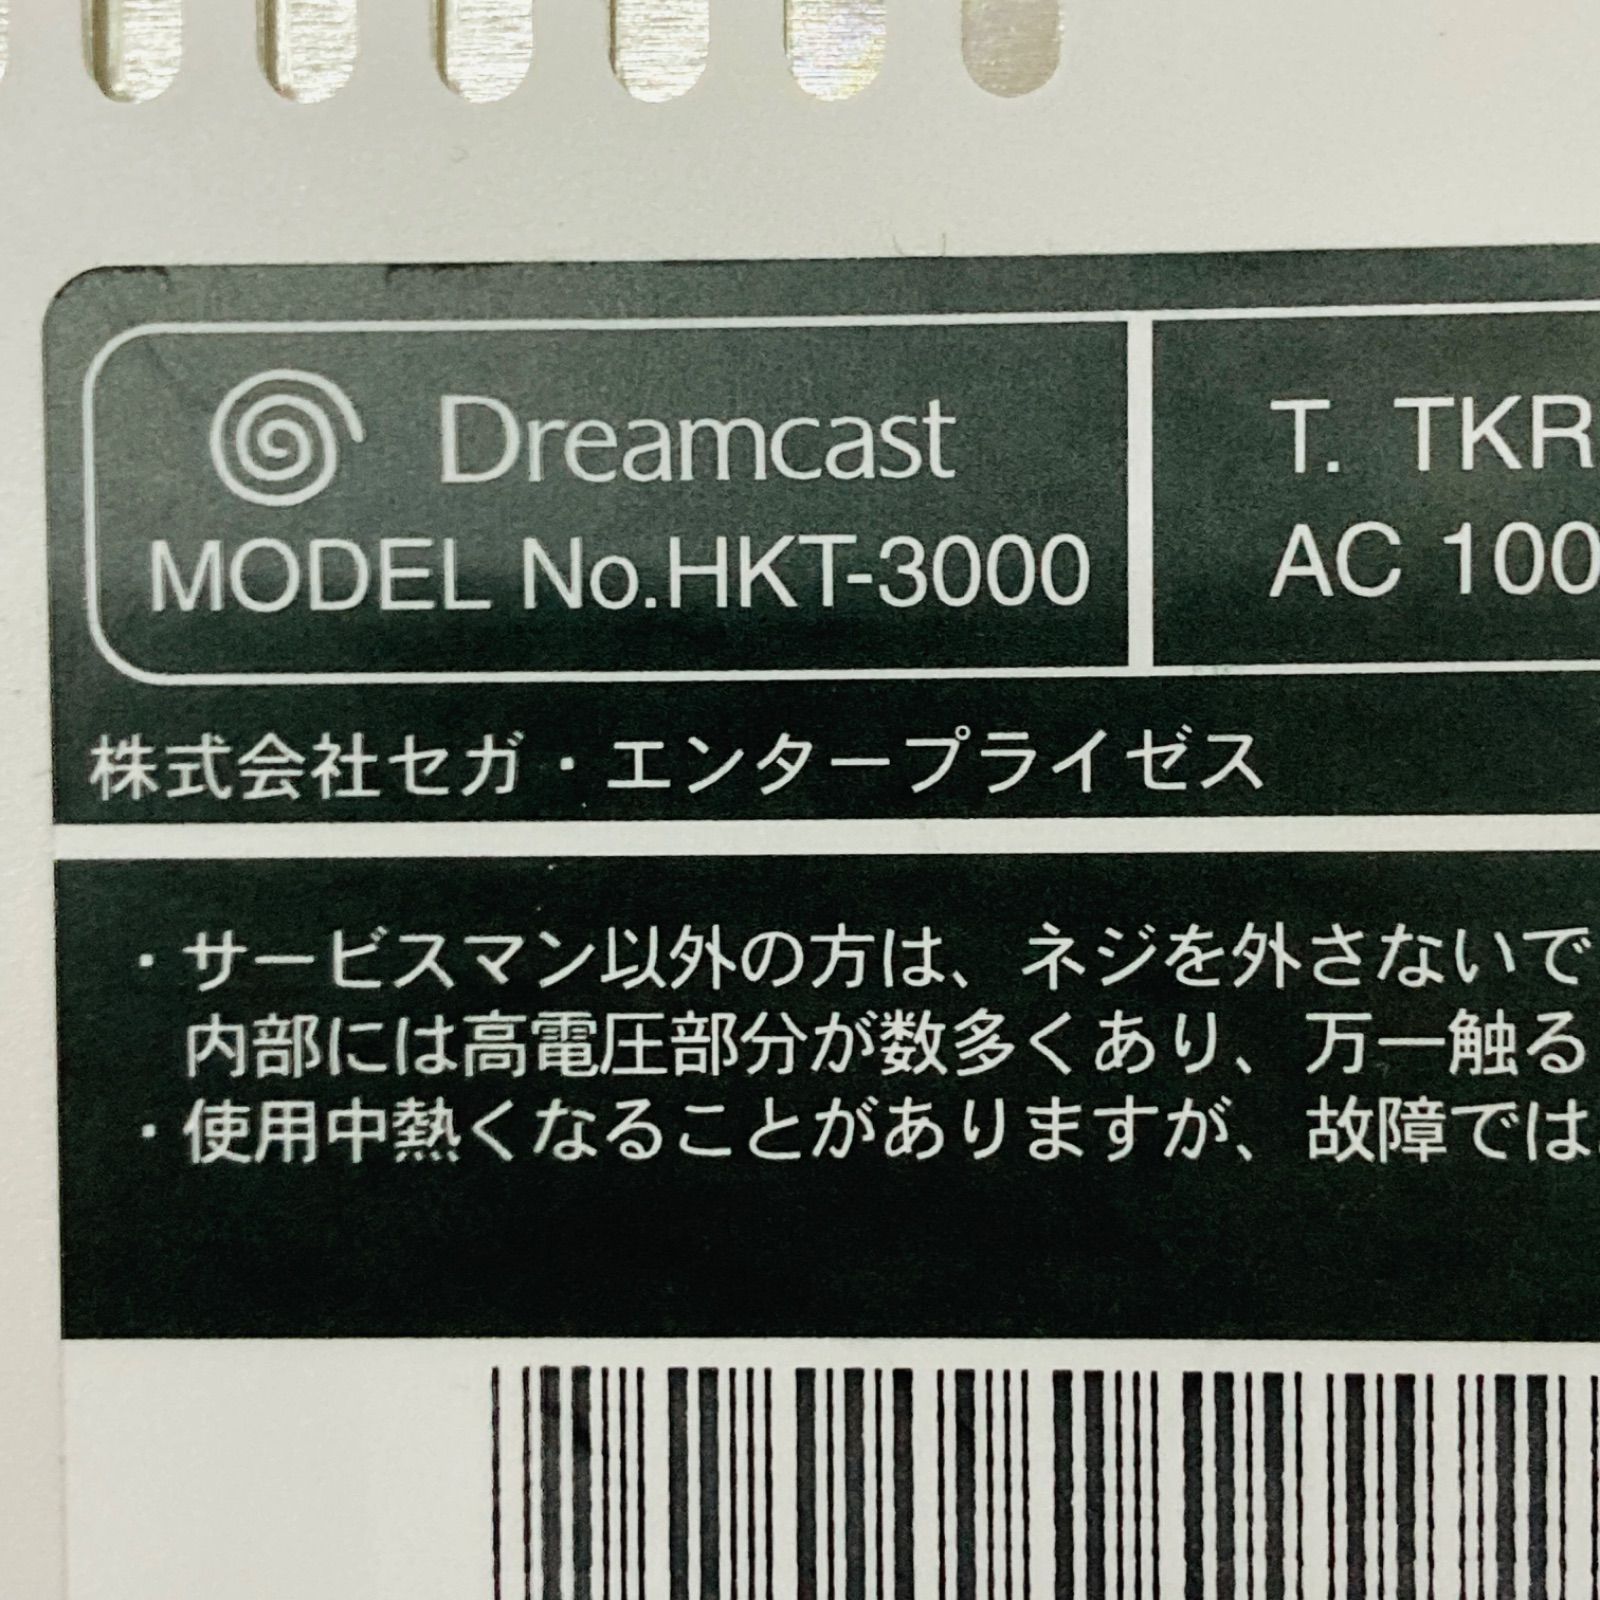 Dreamcast
MODEL No.HKT-3000
T. TKR
AC 100
株式会社セガ・エンタープライゼス
・サービスマン以外の方は、ネジを外さないで
内部には高電圧部分が数多くあり、万一触る
・使用中熱くなることがありますが、故障では